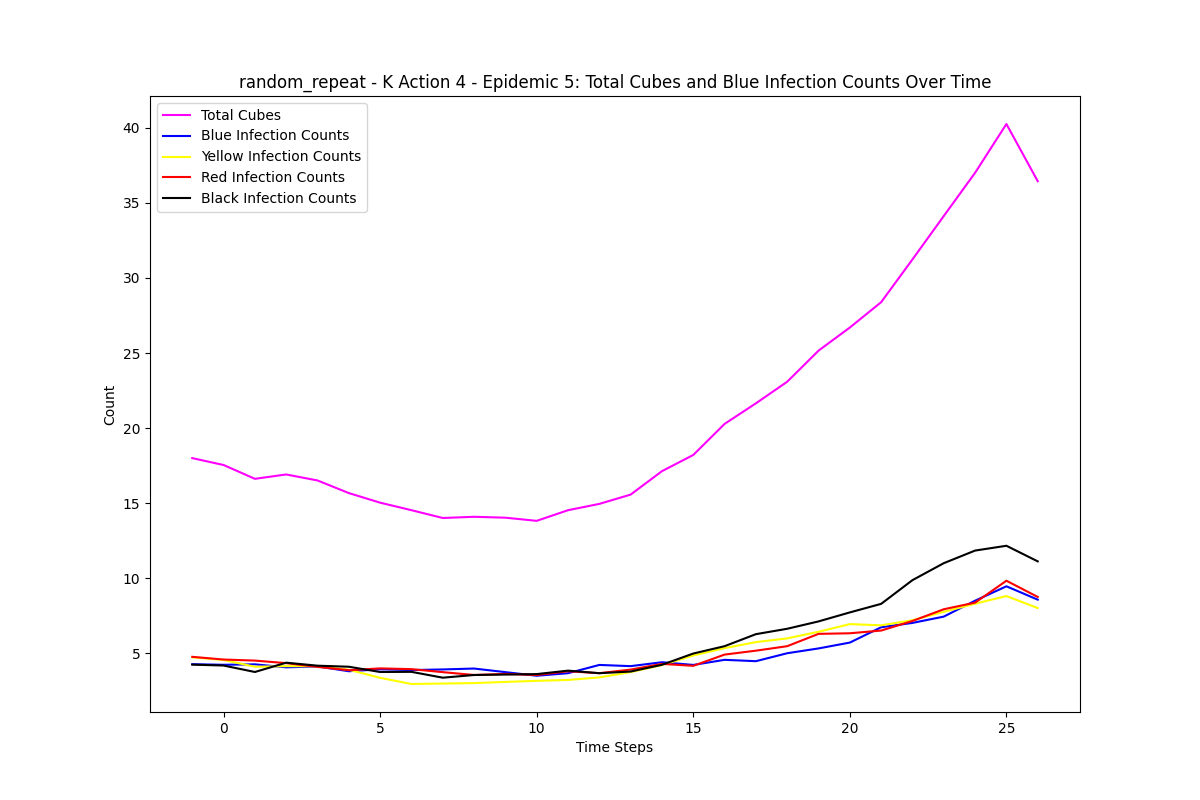 random_repeat - K Action 4 - Epidemic 5: Total Cubes and Blue Infection Counts Over Time
Total Cubes
Blue Infection Counts
Yellow Infection Counts
Red Infection Counts
Black Infection Counts
40
35
30
25
20
15
10
5
Count
0 5 10 15 20 25
Time Steps